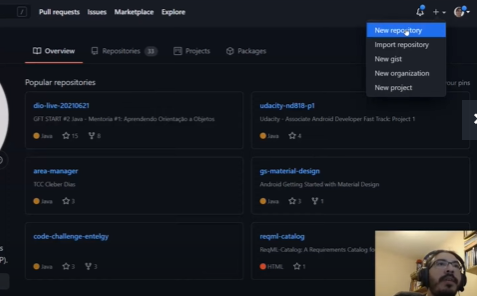 /
Pull requests Issues Marketplace Explore
New repository
Import repository
New gist
New organization
New project
Overview
Repositories 33
Projects
Packages
Popular repositories
your pins
dio-live-20210621
GFT START #2 Java - Mentoria #1: Aprendendo Orientação a Objetos
Java 15 8
udacity-nd818-p1
Udacity - Associate Android Developer Fast Track: Project 1
Java 4
area-manager
TCC Cleber Dias
Java 3
gs-material-design
Android Getting Started with Material Design
Java 3 1
code-challenge-entelgy
Java 3 3
reqml-catalog
ReqML-Catalog: A Requirements Catalog
HTML 1
P).